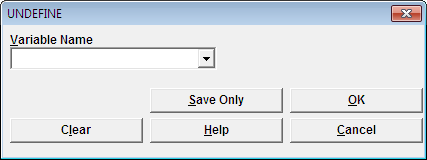 UNDEFINE
Variable Name
Save Only OK
Clear Help Cancel